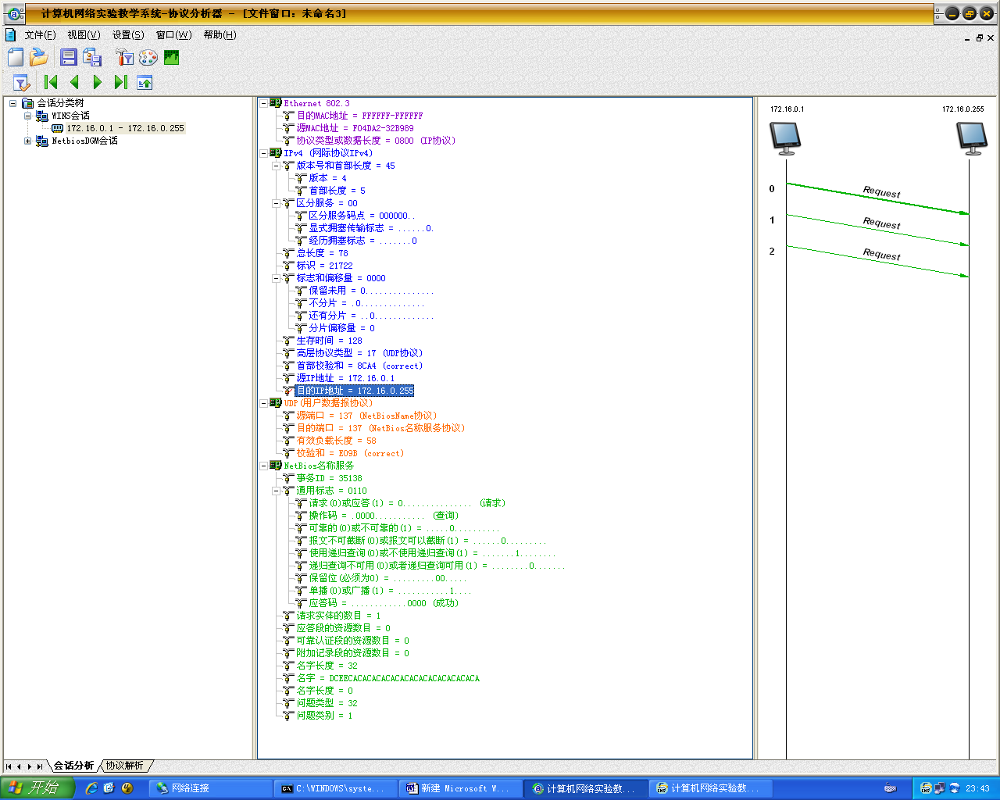 计算机网络实验教学系统-协议分析器 - [文件窗口: 未命名3]
文件(F) 视图(V) 设置(S) 窗口(W) 帮助(H)
会话分类树
WINS会话
172.16.0.1 - 172.16.0.255
NetbiosDGM会话
Ethernet 802.3
目的MAC地址 = FFFFFF-FFFFFF
源MAC地址 = F04DA2-32B989
协议类型或数据长度 = 0800 (IP协议)
IPv4 (网际协议IPv4)
版本号和首部长度 = 45
版本 = 4
首部长度 = 5
区分服务 = 00
区分服务码点 = 000000..
显式拥塞传输标志 = ......0.
经历拥塞标志 = .......0
总长度 = 78
标识 = 21722
标志和偏移量 = 0000
保留未用 = 0...............
不分片 = .0..............
还有分片 = ..0.............
分片偏移量 = 0
生存时间 = 128
高层协议类型 = 17 (UDP协议)
首部校验和 = 8CA4 (correct)
源IP地址 = 172.16.0.1
目的IP地址 = 172.16.0.255
UDP(用户数据报协议)
源端口 = 137 (NetBiosName协议)
目的端口 = 137 (NetBios名称服务协议)
有效负载长度 = 58
校验和 = E09B (correct)
NetBios名称服务
事务ID = 35138
通用标志 = 0110
请求(0)或应答(1) = 0............... (请求)
操作码 = .0000........... (查询)
可靠的(0)或不可靠的(1) = .....0..........
报文不可截断(0)或报文可以截断(1) = ......0.........
使用递归查询(0)或不使用递归查询(1) = .......1........
递归查询不可用(0)或者递归查询可用(1) = ........0.......
保留位(必须为0) = .........00.....
单播(0)或广播(1) = ...........1....
应答码 = ............0000 (成功)
请求实体的数目 = 1
应答段的资源数目 = 0
可靠认证段的资源数目 = 0
附加记录段的资源数目 = 0
名字长度 = 32
名字 = DCEECACACACACACACACACACACACACACA
名字长度 = 0
问题类型 = 32
问题类别 = 1
172.16.0.1 172.16.0.255
0 Request
1 Request
2 Request
会话分析 协议解析
开始 网络连接 C:\WINDOWS\syste... 新建 Microsoft W... 计算机网络实验教... 计算机网络实验教... 23:43